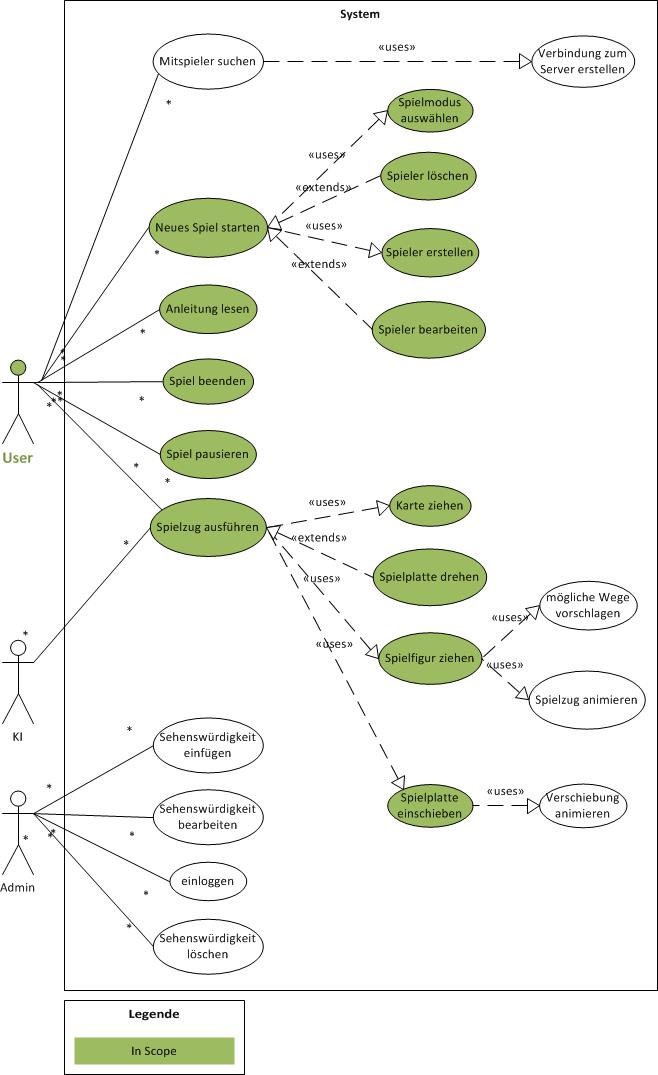 System
Mitspieler suchen
«uses»
Verbindung zum
Server erstellen
*
Spielmodus
auswählen
«uses»
Spieler löschen
«extends»
Neues Spiel starten
«uses»
Spieler erstellen
*
«extends»
Anleitung lesen
Spieler bearbeiten
*
*
*
Spiel beenden
*
*
*
*
*
User
Spiel pausieren
*
*
Karte ziehen
«uses»
Spielzug ausführen
«extends»
*
Spielplatte drehen
«uses»
mögliche Wege
vorschlagen
«uses»
*
«uses»
Spielfigur ziehen
«uses»
Spielzug animieren
KI
*
Sehenswürdigkeit
einfügen
*
«uses»
Spielplatte
einschieben
Verschiebung
animieren
Sehenswürdigkeit
bearbeiten
*
*
*
*
Admin
einloggen
*
*
Sehenswürdigkeit
löschen
Legende
In Scope